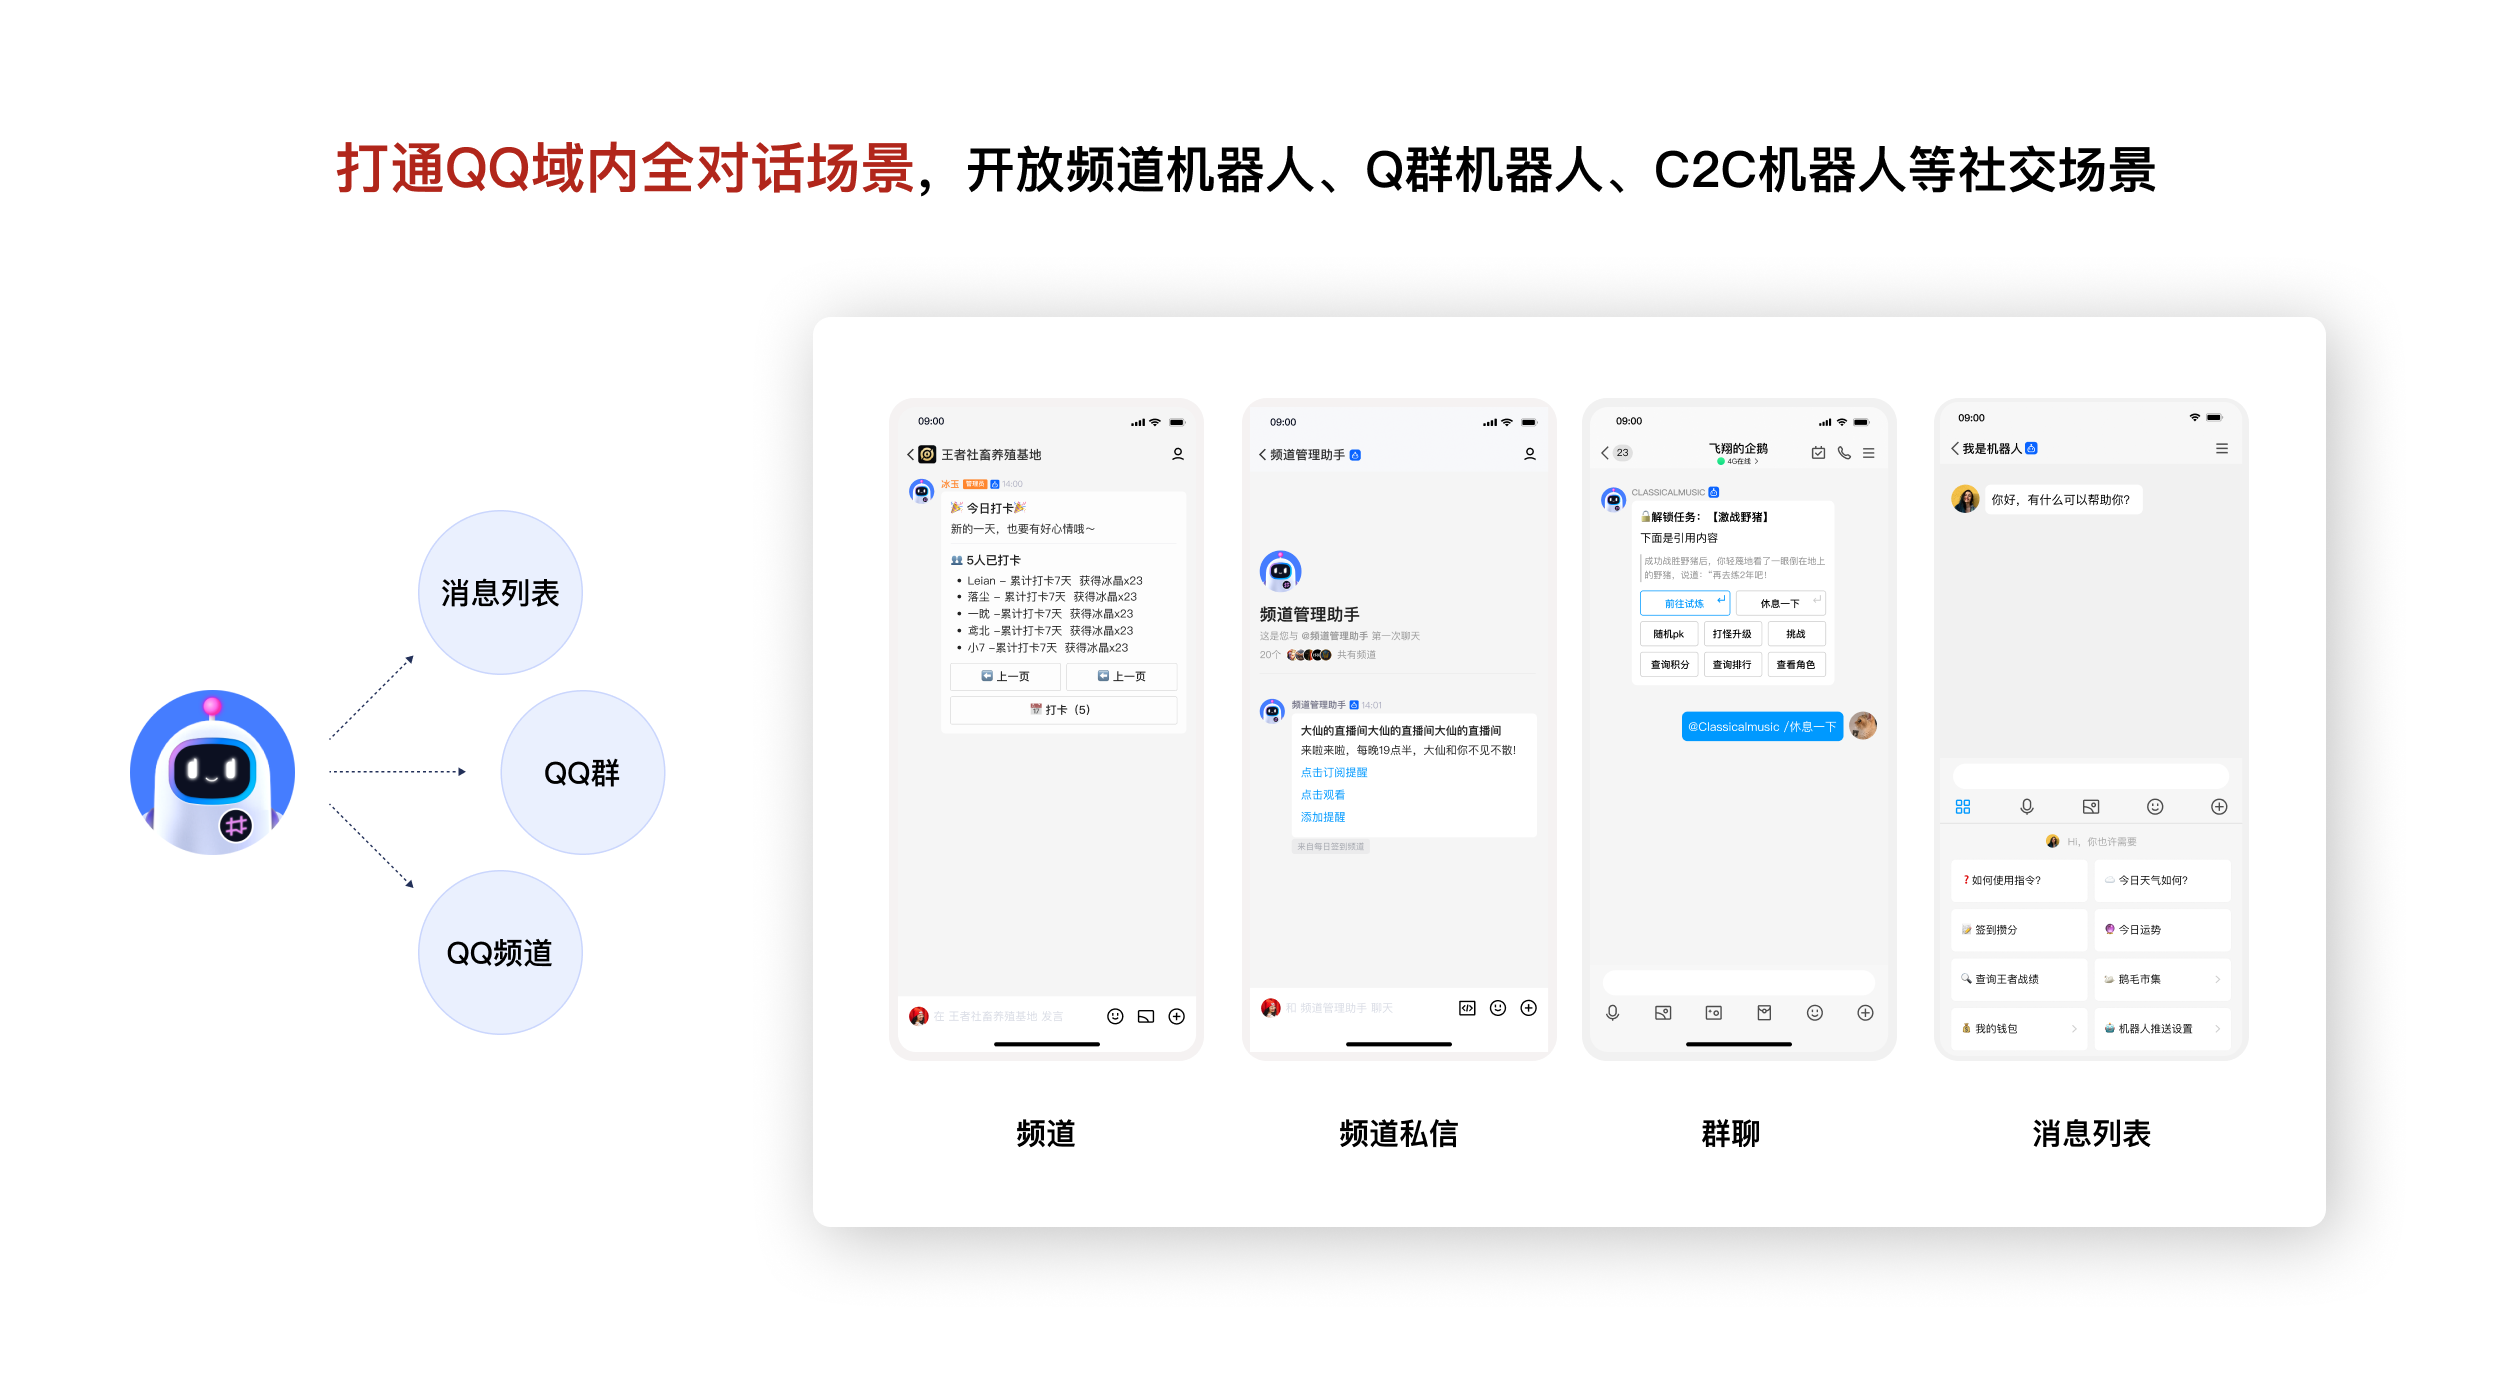 打通QQ域内全对话场景，开放频道机器人、Q群机器人、C2C机器人等社交场景
消息列表
QQ群
QQ频道
09:00
王者社畜养殖基地
冰玉 管理员 14:00
🎉 今日打卡🎉
新的一天，也要有好心情哦～
👥 5人已打卡
• Leian – 累计打卡7天 获得冰晶x23
• 落尘 – 累计打卡7天 获得冰晶x23
• 一眈 –累计打卡7天 获得冰晶x23
• 鸢北 –累计打卡7天 获得冰晶x23
• 小7 –累计打卡7天 获得冰晶x23
⬅️ 上一页
⬅️ 上一页
📅 打卡（5）
在 王者社畜养殖基地 发言
频道
09:00
频道管理助手
频道管理助手
这是您与 @频道管理助手 第一次聊天
20个 共有频道
频道管理助手 14:01
大仙的直播间大仙的直播间大仙的直播间
来啦来啦，每晚19点半，大仙和你不见不散！
点击订阅提醒
点击观看
添加提醒
来自每日签到频道
和 频道管理助手 聊天
频道私信
09:00
23
飞翔的企鹅
4G在线
CLASSICALMUSIC
🔓解锁任务：【激战野猪】
下面是引用内容
成功战胜野猪后，你轻蔑地看了一眼倒在地上
的野猪，说道：“再去练2年吧！
前往试炼
休息一下
随机pk
打怪升级
挑战
查询积分
查询排行
查看角色
@Classicalmusic /休息一下
群聊
09:00
我是机器人
你好，有什么可以帮助你？
Hi，你也许需要
❓如何使用指令？
☁️ 今日天气如何？
📝 签到攒分
🔮 今日运势
🔍 查询王者战绩
🦢 鹅毛市集
💰 我的钱包
🤖 机器人推送设置
消息列表